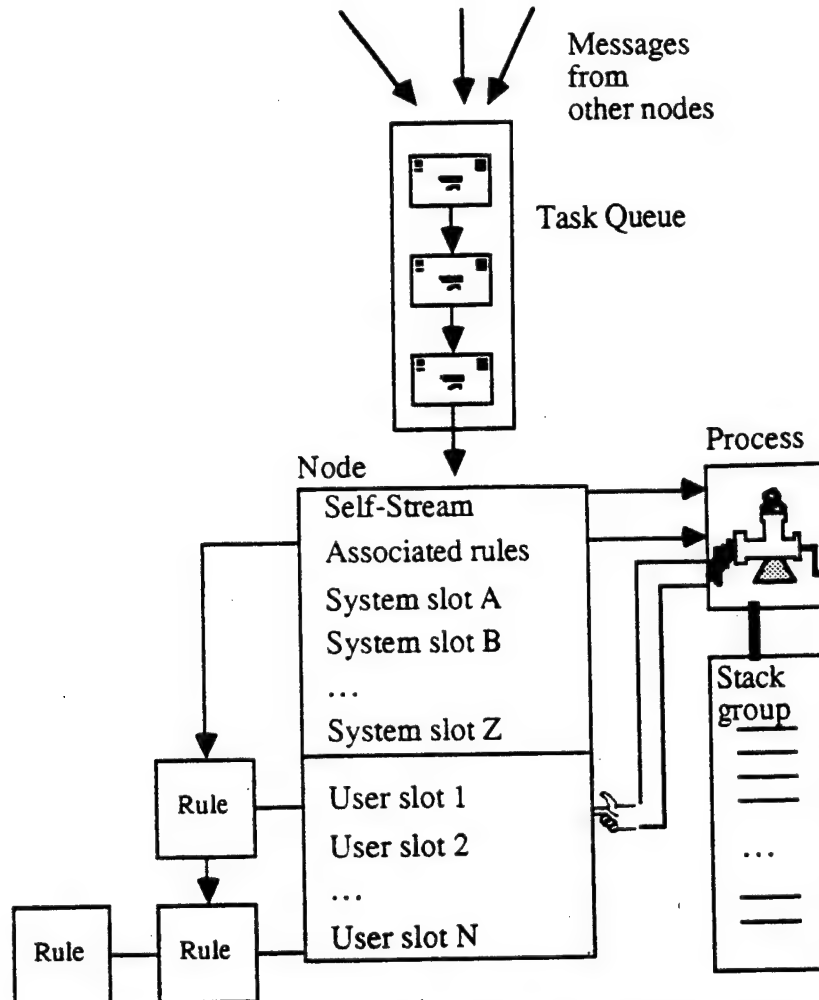 Messages
from
other nodes
Task Queue
Process
Node
Self-Stream
Associated rules
System slot A
System slot B
...
System slot Z
Stack
group
...
User slot 1
User slot 2
...
User slot N
Rule
Rule
Rule